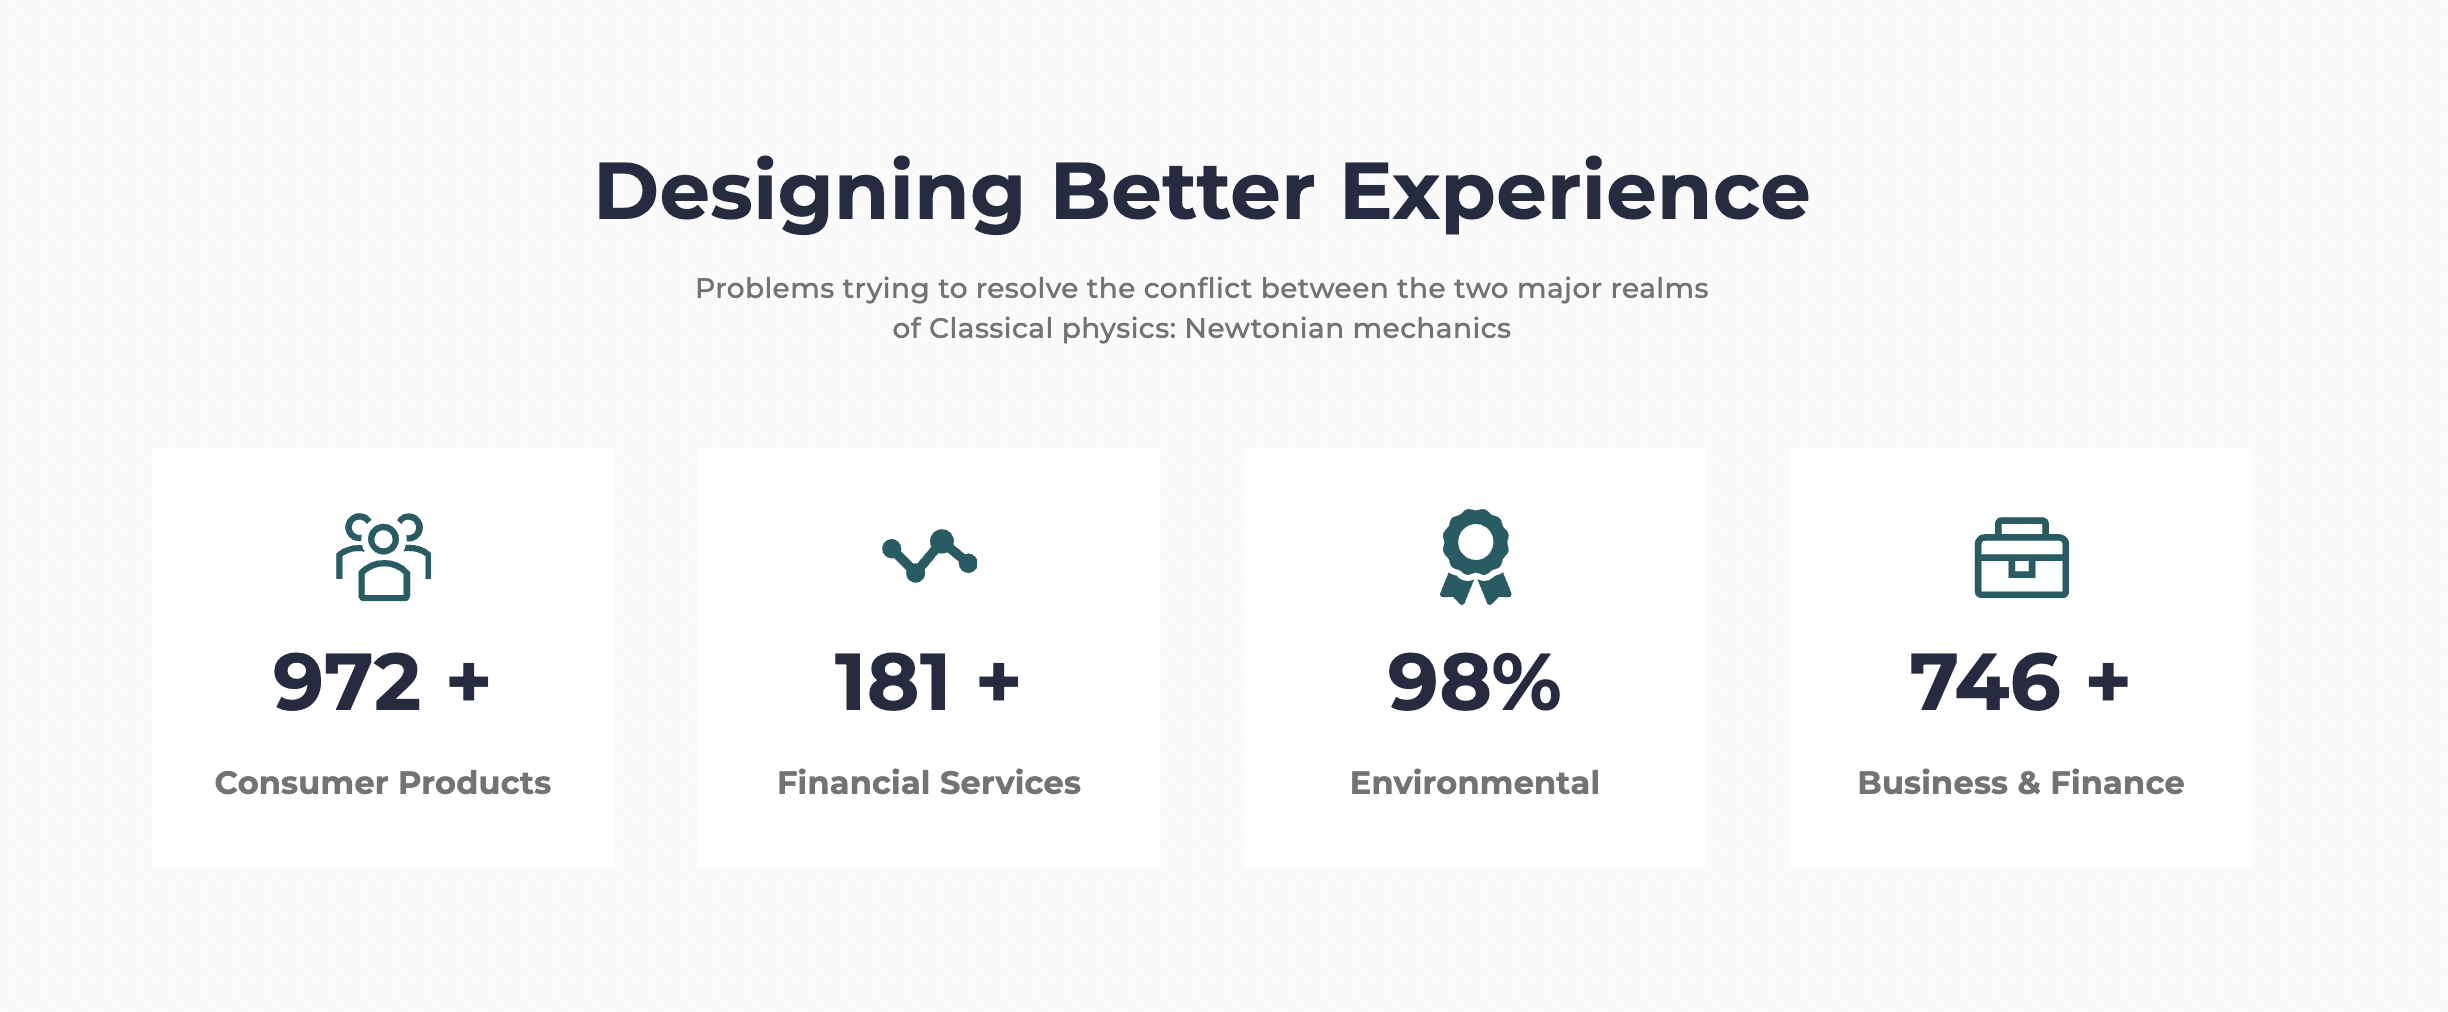 Designing Better Experience
Problems trying to resolve the conflict between the two major realms
of Classical physics: Newtonian mechanics
972 +
Consumer Products
181 +
Financial Services
98%
Environmental
746 +
Business & Finance